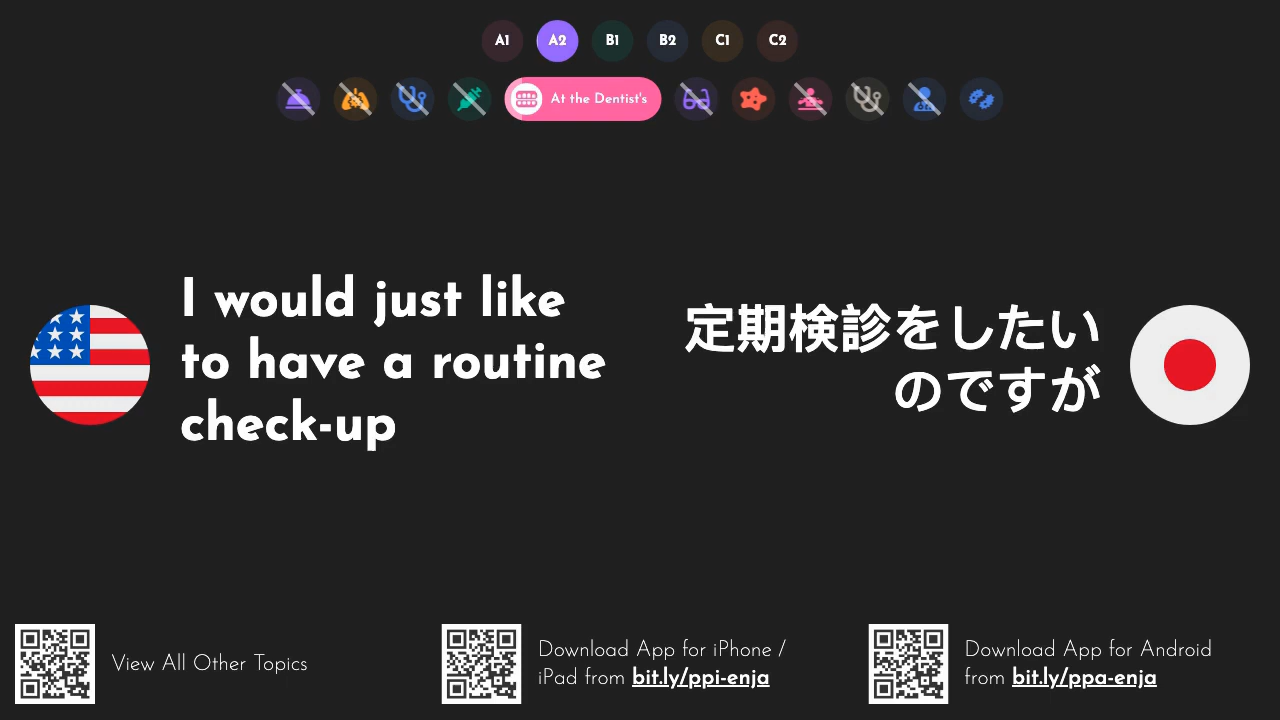 A1 A2 B1 B2 C1 C2
At the Dentist's
I would just like
to have a routine
check-up
定期検診をしたい
のですが
View All Other Topics
Download App for iPhone /
iPad from bit.ly/ppi-enja
Download App for Android
from bit.ly/ppa-enja